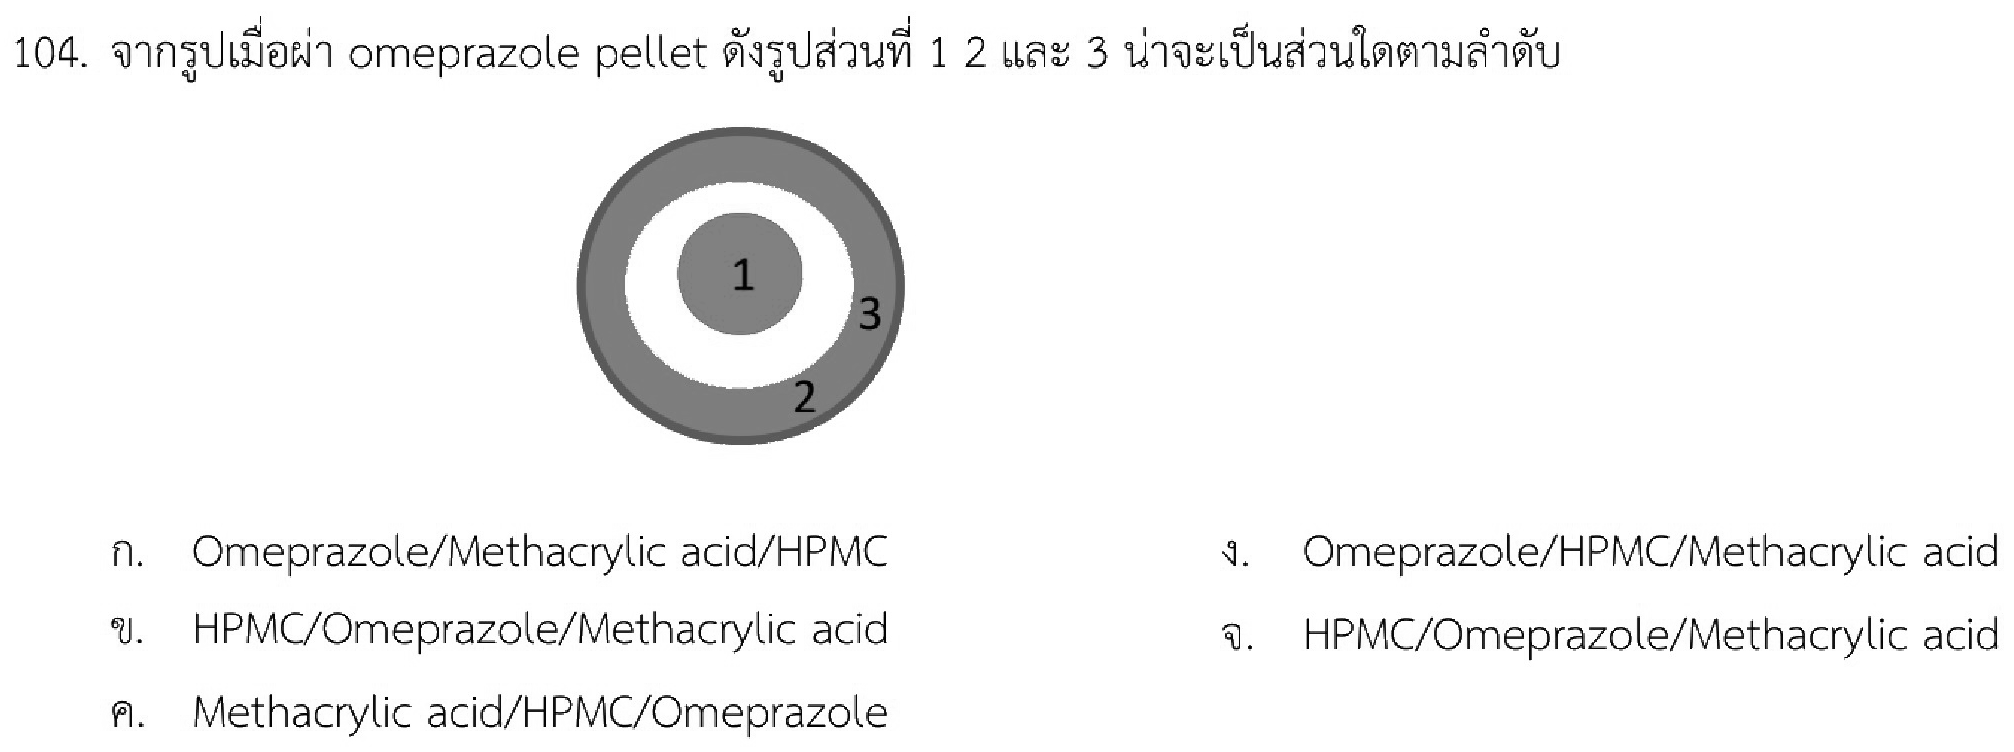 104. จากรูปเมื่อผ่า omeprazole pellet ดังรูปส่วนที่ 1 2 และ 3 น่าจะเป็นส่วนใดตามลำดับ
1
3
2
ก. Omeprazole/Methacrylic acid/HPMC
ข. HPMC/Omeprazole/Methacrylic acid
ค. Methacrylic acid/HPMC/Omeprazole
ง. Omeprazole/HPMC/Methacrylic acid
จ. HPMC/Omeprazole/Methacrylic acid